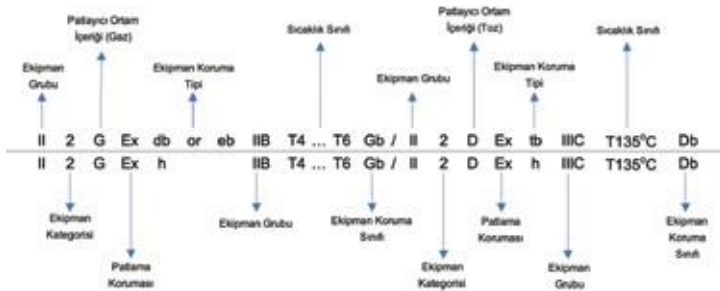 Patlayıcı Ortam
İçeriği (Gaz)
Sıcaklık Sınıfı
Patlayıcı Ortam
İçeriği (Toz)
Sıcaklık Sınıfı
Ekipman
Grubu
Ekipman Koruma
Tipi
Ekipman Grubu
Ekipman Koruma
Tipi
II 2 G Ex db or eb IIB T4 ... T6 Gb / II 2 D Ex tb IIIC T135°C Db
II 2 G Ex h IIB T4 ... T6 Gb / II 2 D Ex h IIIC T135°C Db
Ekipman
Kategorisi
Ekipman Grubu
Ekipman Koruma
Sınıfı
Patlama
Koruması
Ekipman
Koruma
Sınıfı
Patlama
Koruması
Ekipman
Kategorisi
Ekipman
Grubu